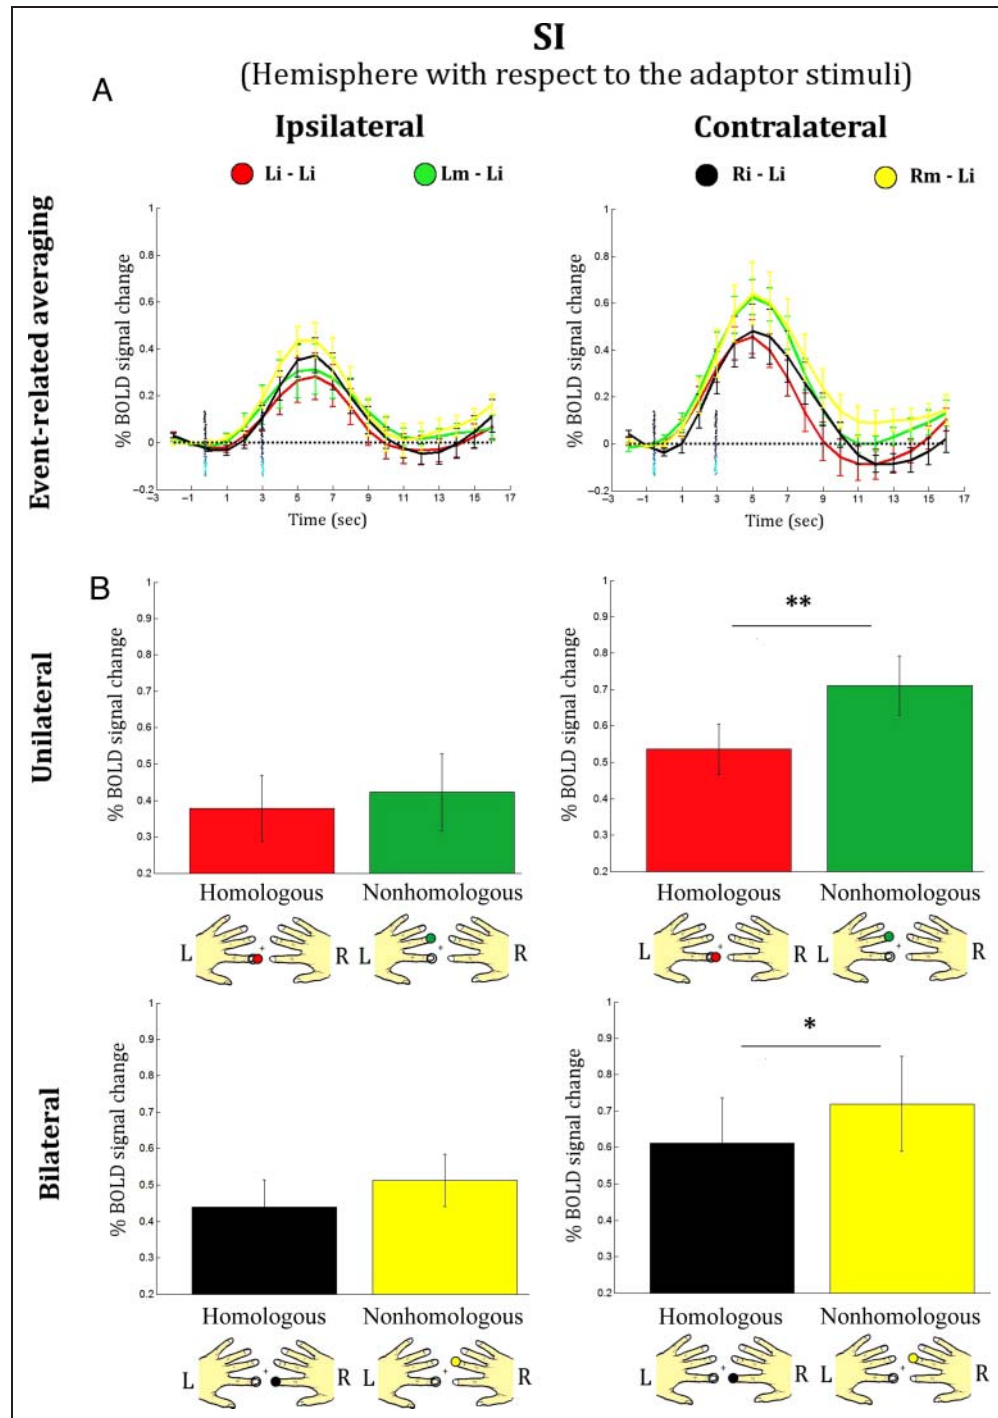 SI
(Hemisphere with respect to the adaptor stimuli)
A
Ipsilateral
Contralateral
Li - Li
Lm - Li
Ri - Li
Rm - Li
Event-related averaging
% BOLD signal change
1
0.8
0.6
0.4
0.2
0
−0.2
−3 −1 1 3 5 7 9 11 13 15 17
Time (sec)
% BOLD signal change
1
0.8
0.6
0.4
0.2
0
−0.2
−3 −1 1 3 5 7 9 11 13 15 17
Time (sec)
B
Unilateral
% BOLD signal change
1
0.9
0.8
0.7
0.6
0.5
0.4
0.3
0.2
Homologous Nonhomologous
L R
% BOLD signal change
1
0.9
0.8
0.7
0.6
0.5
0.4
0.3
0.2
**
Homologous Nonhomologous
L R
Bilateral
% BOLD signal change
1
0.9
0.8
0.7
0.6
0.5
0.4
0.3
0.2
Homologous Nonhomologous
L R
% BOLD signal change
1
0.9
0.8
0.7
0.6
0.5
0.4
0.3
0.2
*
Homologous Nonhomologous
L R